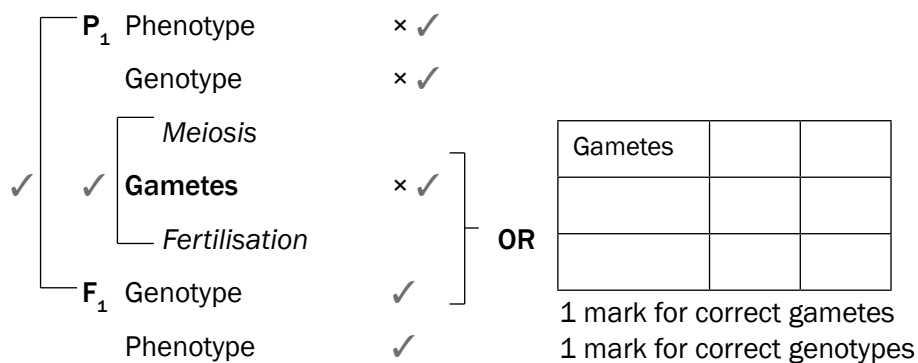 P₁ Phenotype × ✓
Genotype × ✓
Meiosis
✓ ✓ Gametes × ✓
Fertilisation
F₁ Genotype ✓
Phenotype ✓
OR
Gametes
1 mark for correct gametes
1 mark for correct genotypes